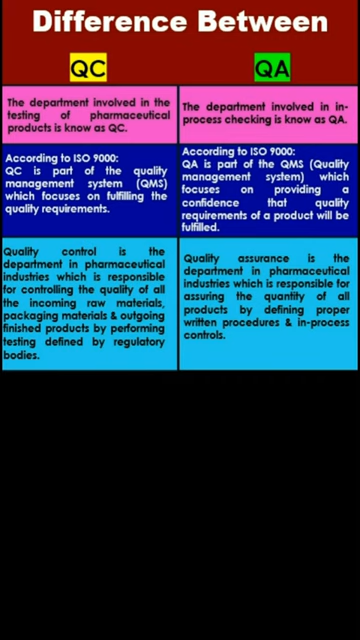 Difference Between
QC
QA
The department involved in the
testing of pharmaceutical
products is know as QC.
The department involved in in-
process checking is know as QA.
According to ISO 9000:
QC is part of the quality
management system (QMS)
which focuses on fulfilling the
quality requirements.
According to ISO 9000:
QA is part of the QMS (Quality
management system) which
focuses on providing a
confidence that quality
requirements of a product will be
fulfilled.
Quality control is the
department in pharmaceutical
industries which is responsible
for controlling the quality of all
the incoming raw materials,
packaging materials & outgoing
finished products by performing
testing defined by regulatory
bodies.
Quality assurance is the
department in pharmaceutical
industries which is responsible for
assuring the quantity of all
products by defining proper
written procedures & in-process
controls.